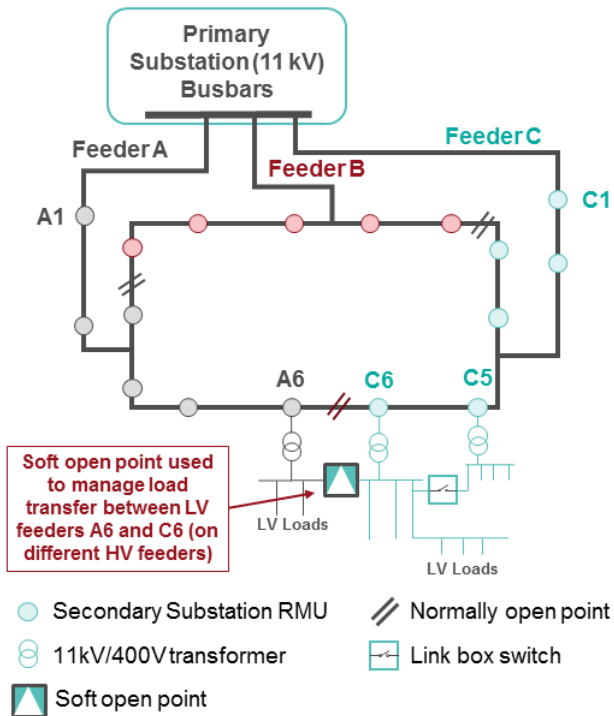 Primary
Substation (11 kV)
Busbars
Feeder A
Feeder B
Feeder C
A1
C1
A6
C6
C5
Soft open point used
to manage load
transfer between LV
feeders A6 and C6 (on
different HV feeders)
LV Loads
LV Loads
Secondary Substation RMU
Normally open point
11kV/400V transformer
Link box switch
Soft open point